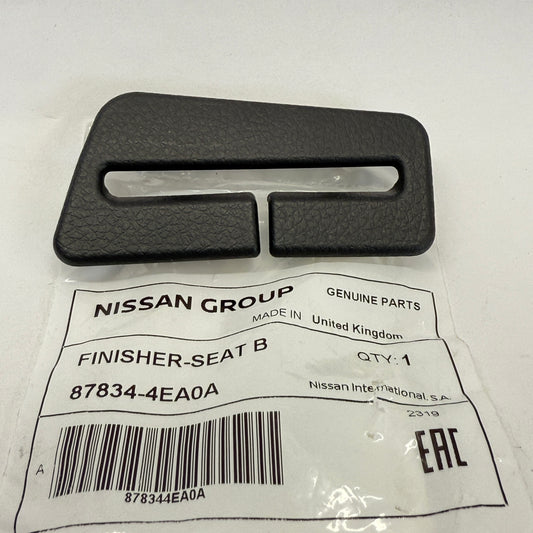 NISSAN GROUP GENUINE PARTS
MADE IN United Kingdom
FINISHER-SEAT B QTY: 1
87834-4EA0A Nissan International. S.A.
2319
A
EAC
878344EA0A